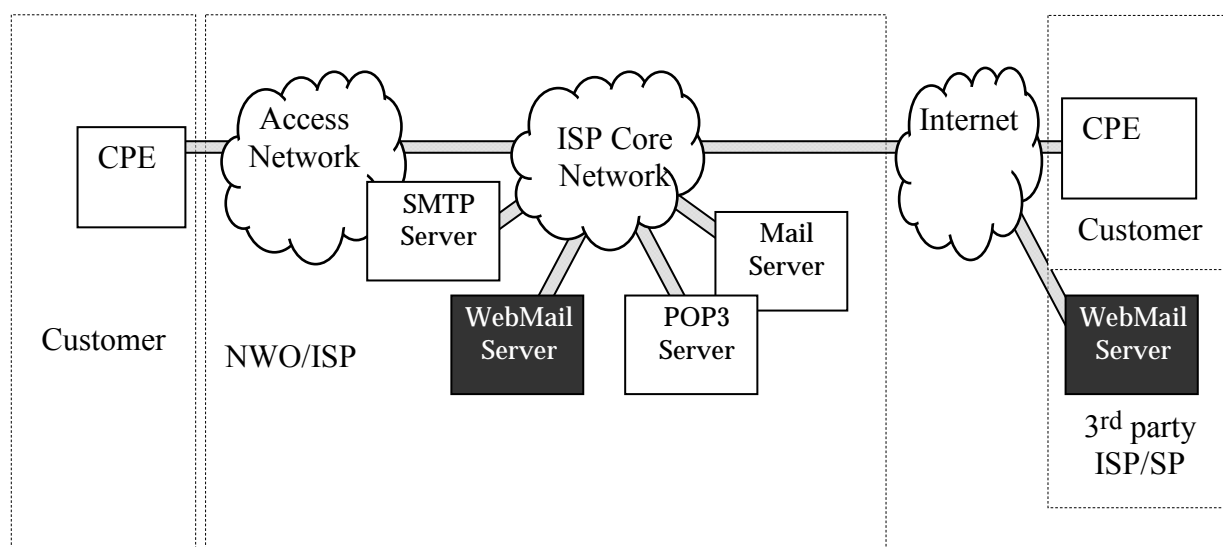 CPE
Access
Network
ISP Core
Network
Internet
CPE
SMTP
Server
Mail
Server
Customer
WebMail
Server
POP3
Server
WebMail
Server
Customer
NWO/ISP
3rd party
ISP/SP